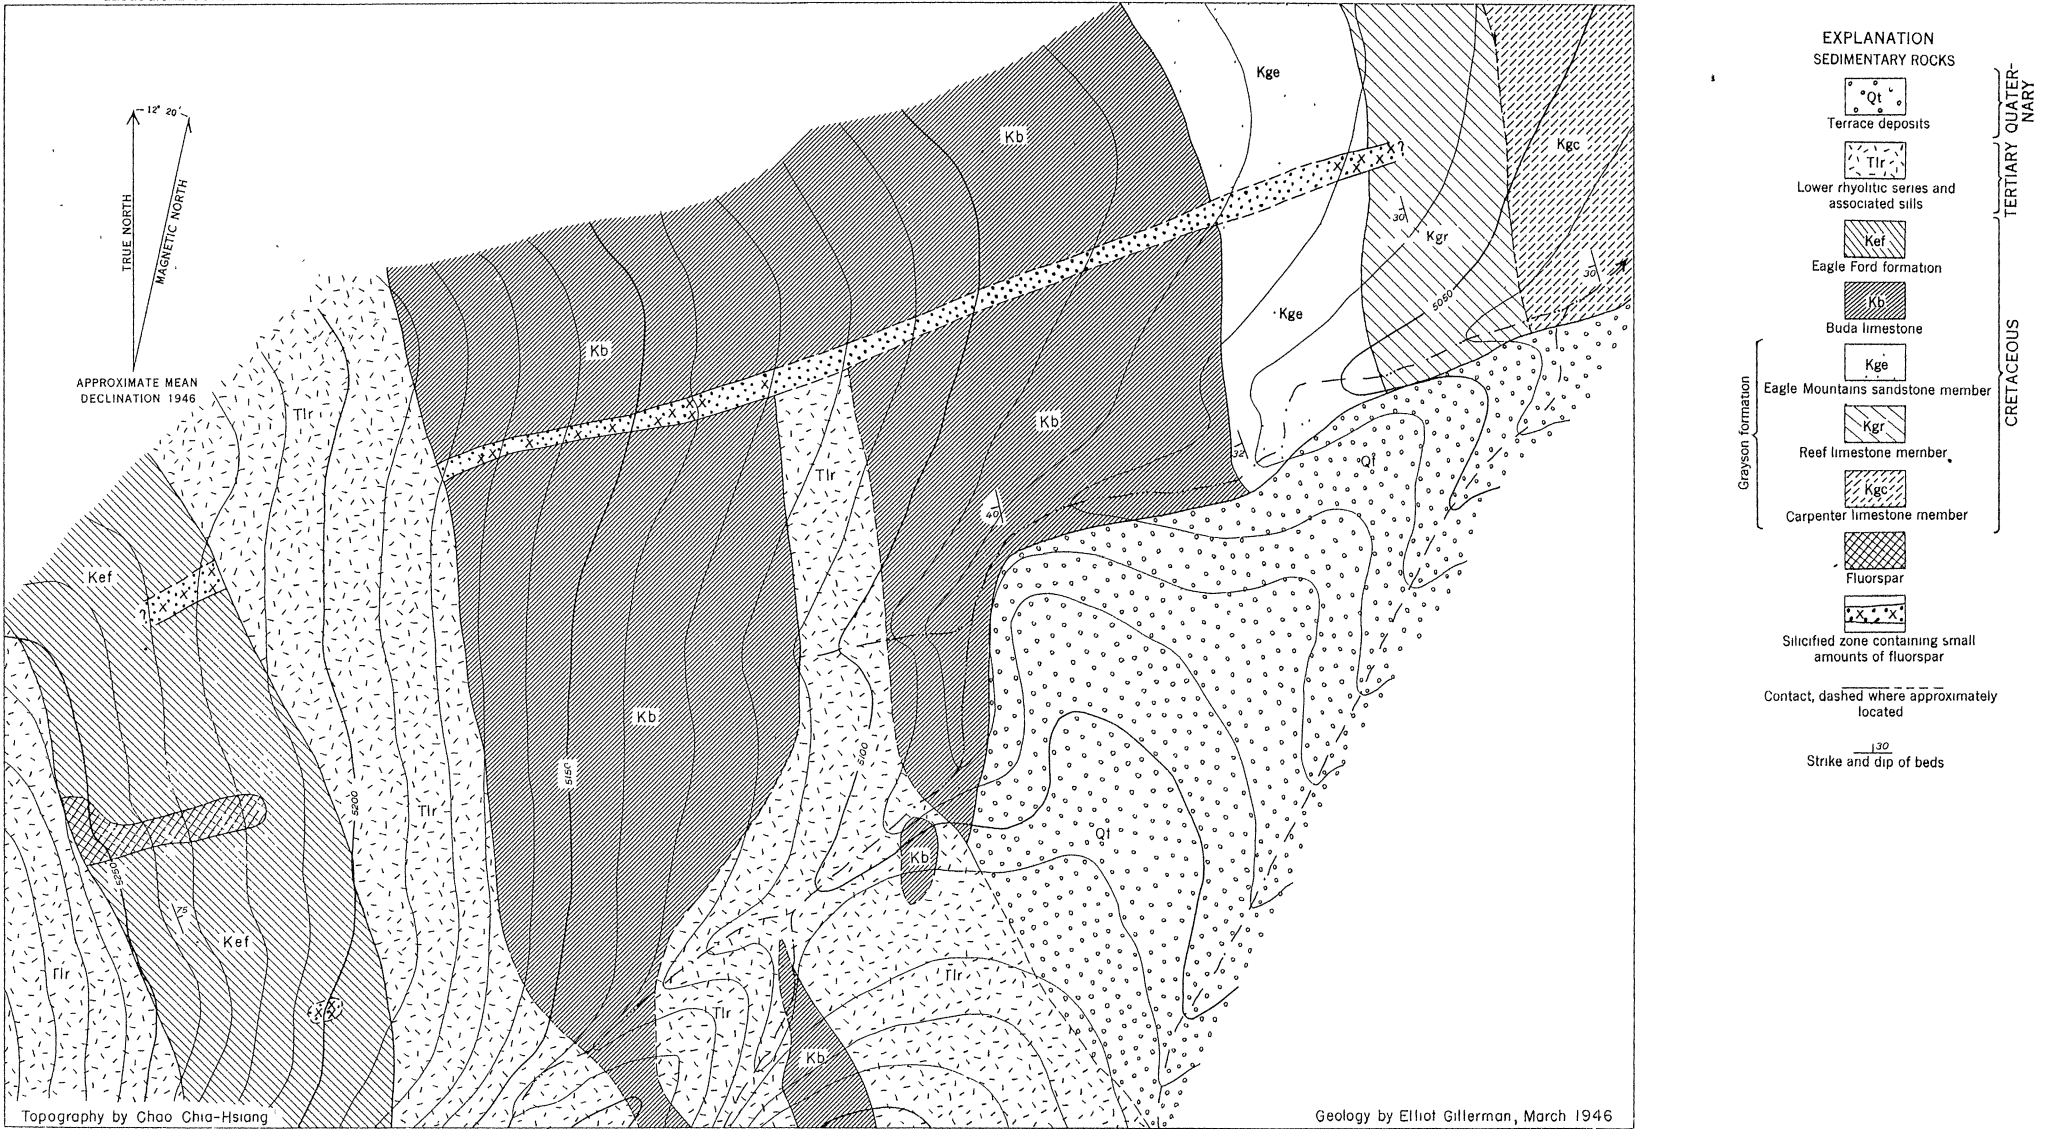 12° 20'
TRUE NORTH
MAGNETIC NORTH
APPROXIMATE MEAN
DECLINATION 1946
Kge
Kb
Kgc
Kgr
30
30
5050
Kge
Kb
Tlr
?
Kb
32
Qt
Tlr
40
Kef
?
Kb
5150
5100
5200
Tlr
Qt
Kb
5250
75
Kef
Tlr
Tlr
Tlr
Kb
Topography by Chao Chia-Hsiang
Geology by Elliot Gillerman, March 1946
EXPLANATION
SEDIMENTARY ROCKS
Qt
Terrace deposits
QUATER-
NARY
Tlr
Lower rhyolitic series and
associated sills
TERTIARY
Kef
Eagle Ford formation
Kb
Buda limestone
Kge
Eagle Mountains sandstone member
Kgr
Reef limestone member
Kgc
Carpenter limestone member
Grayson formation
CRETACEOUS
Fluorspar
x x
Silicified zone containing small
amounts of fluorspar
Contact, dashed where approximately
located
30
Strike and dip of beds